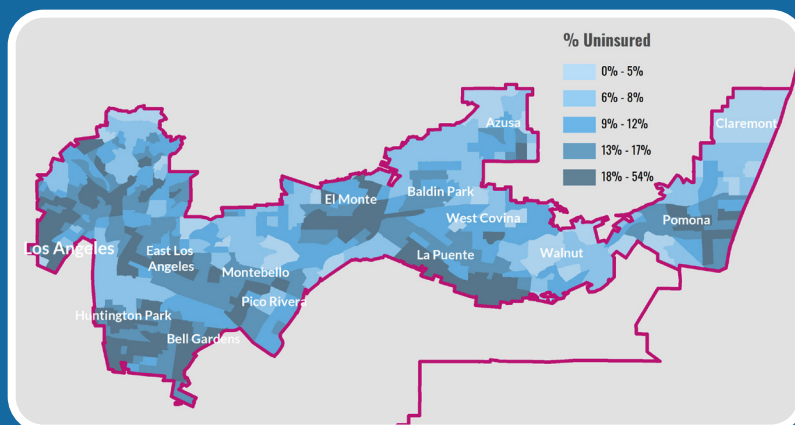 % Uninsured
0% - 5%
6% - 8%
9% - 12%
13% - 17%
18% - 54%
Azusa
Claremont
El Monte
Baldin Park
West Covina
Pomona
Los Angeles
East Los
Angeles
La Puente
Walnut
Montebello
Pico Rivera
Huntington Park
Bell Gardens